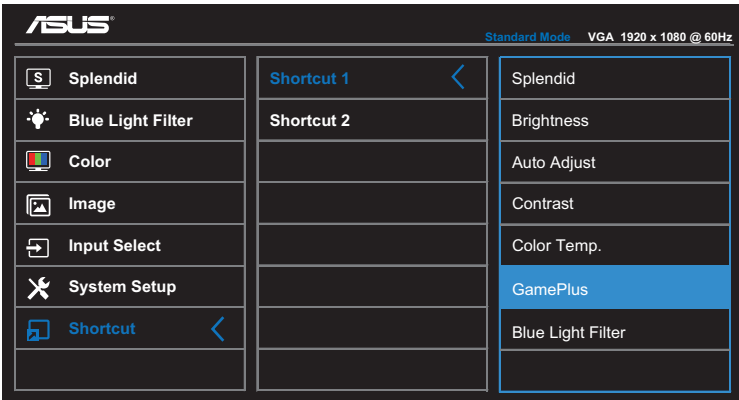 ASUS
Standard Mode VGA 1920 x 1080 @ 60Hz
S Splendid
Blue Light Filter
Color
Image
Input Select
System Setup
Shortcut
Shortcut 1
Shortcut 2
Splendid
Brightness
Auto Adjust
Contrast
Color Temp.
GamePlus
Blue Light Filter